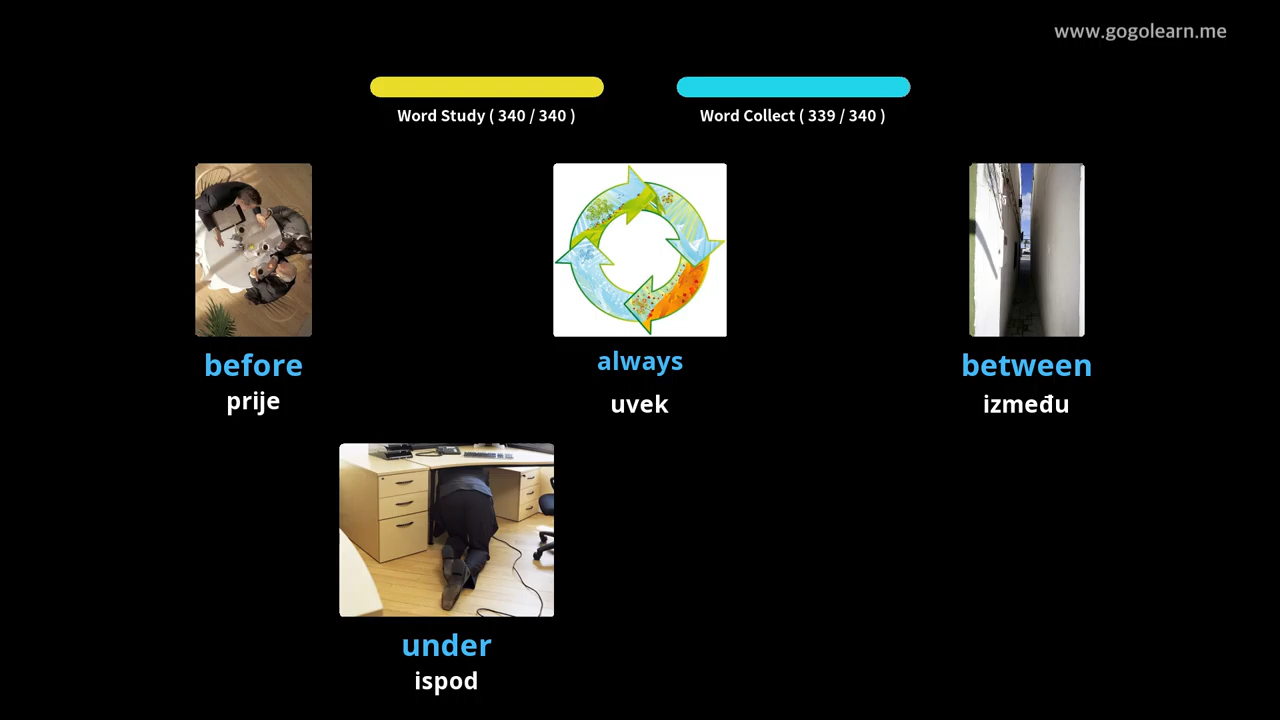 www.gogolearn.me
Word Study ( 340 / 340 )
Word Collect ( 339 / 340 )
before
prije
always
uvek
between
između
under
ispod